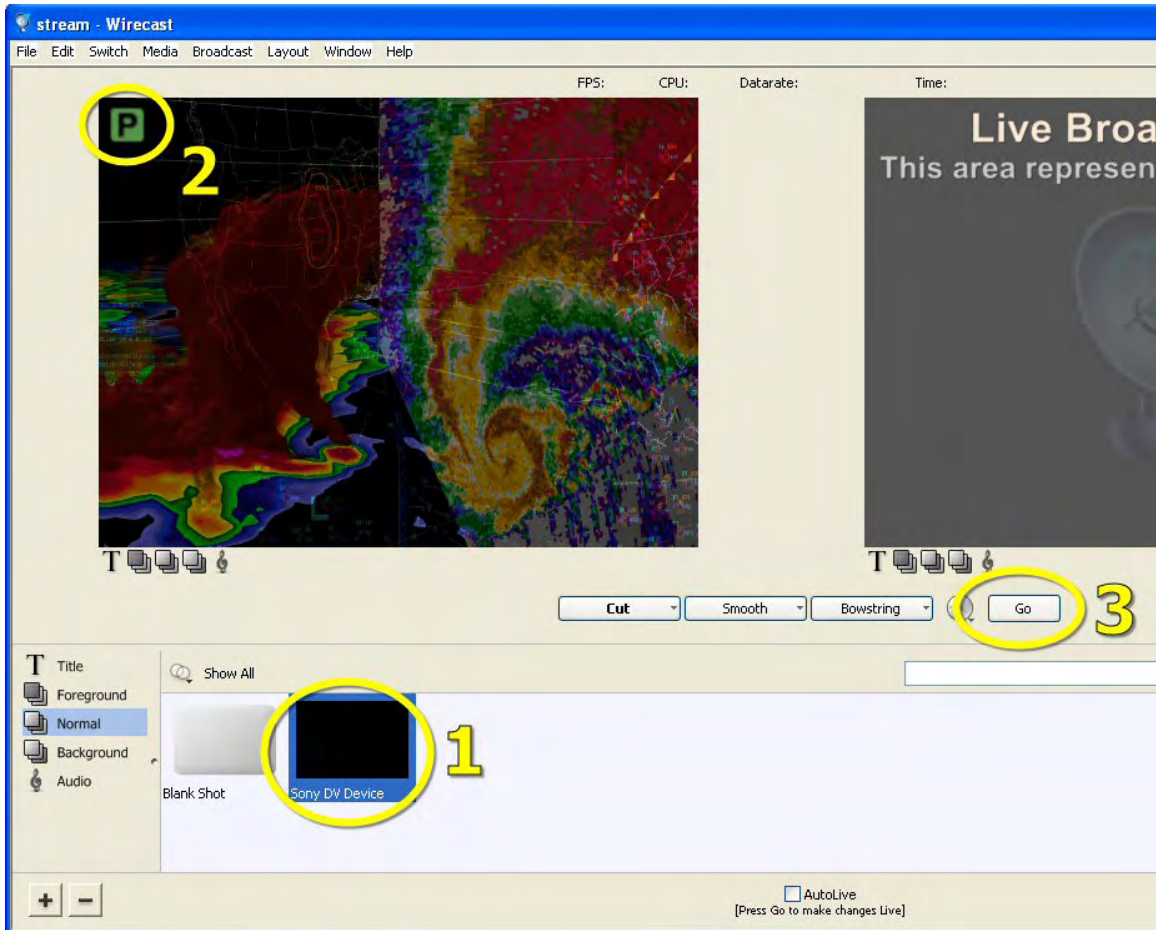 stream - Wirecast
File Edit Switch Media Broadcast Layout Window Help
FPS: CPU: Datarate: Time:
P
2
Live Broa
This area represen
T T
Cut Smooth Bowstring Go 3
T Title
Show All
Foreground
Normal
1
Background
Audio
Blank Shot Sony DV Device
+ -
AutoLive
[Press Go to make changes Live]